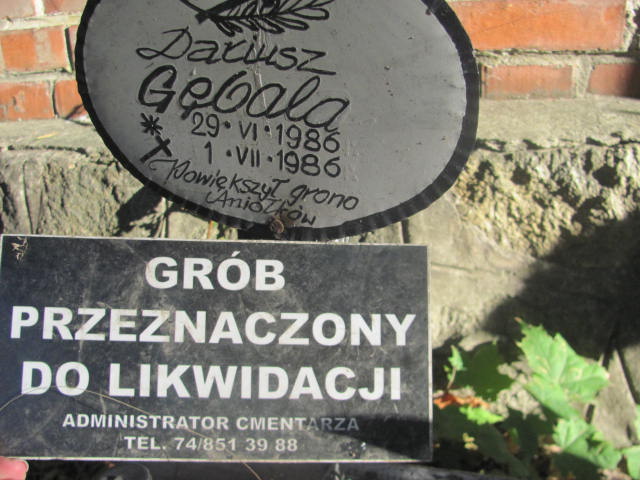 Dariusz
Gębala
29•VI•1986
1•VII•1986
Powiększył grono
Aniołków
GRÓB
PRZEZNACZONY
DO LIKWIDACJI
ADMINISTRATOR CMENTARZA
TEL. 74/851 39 88